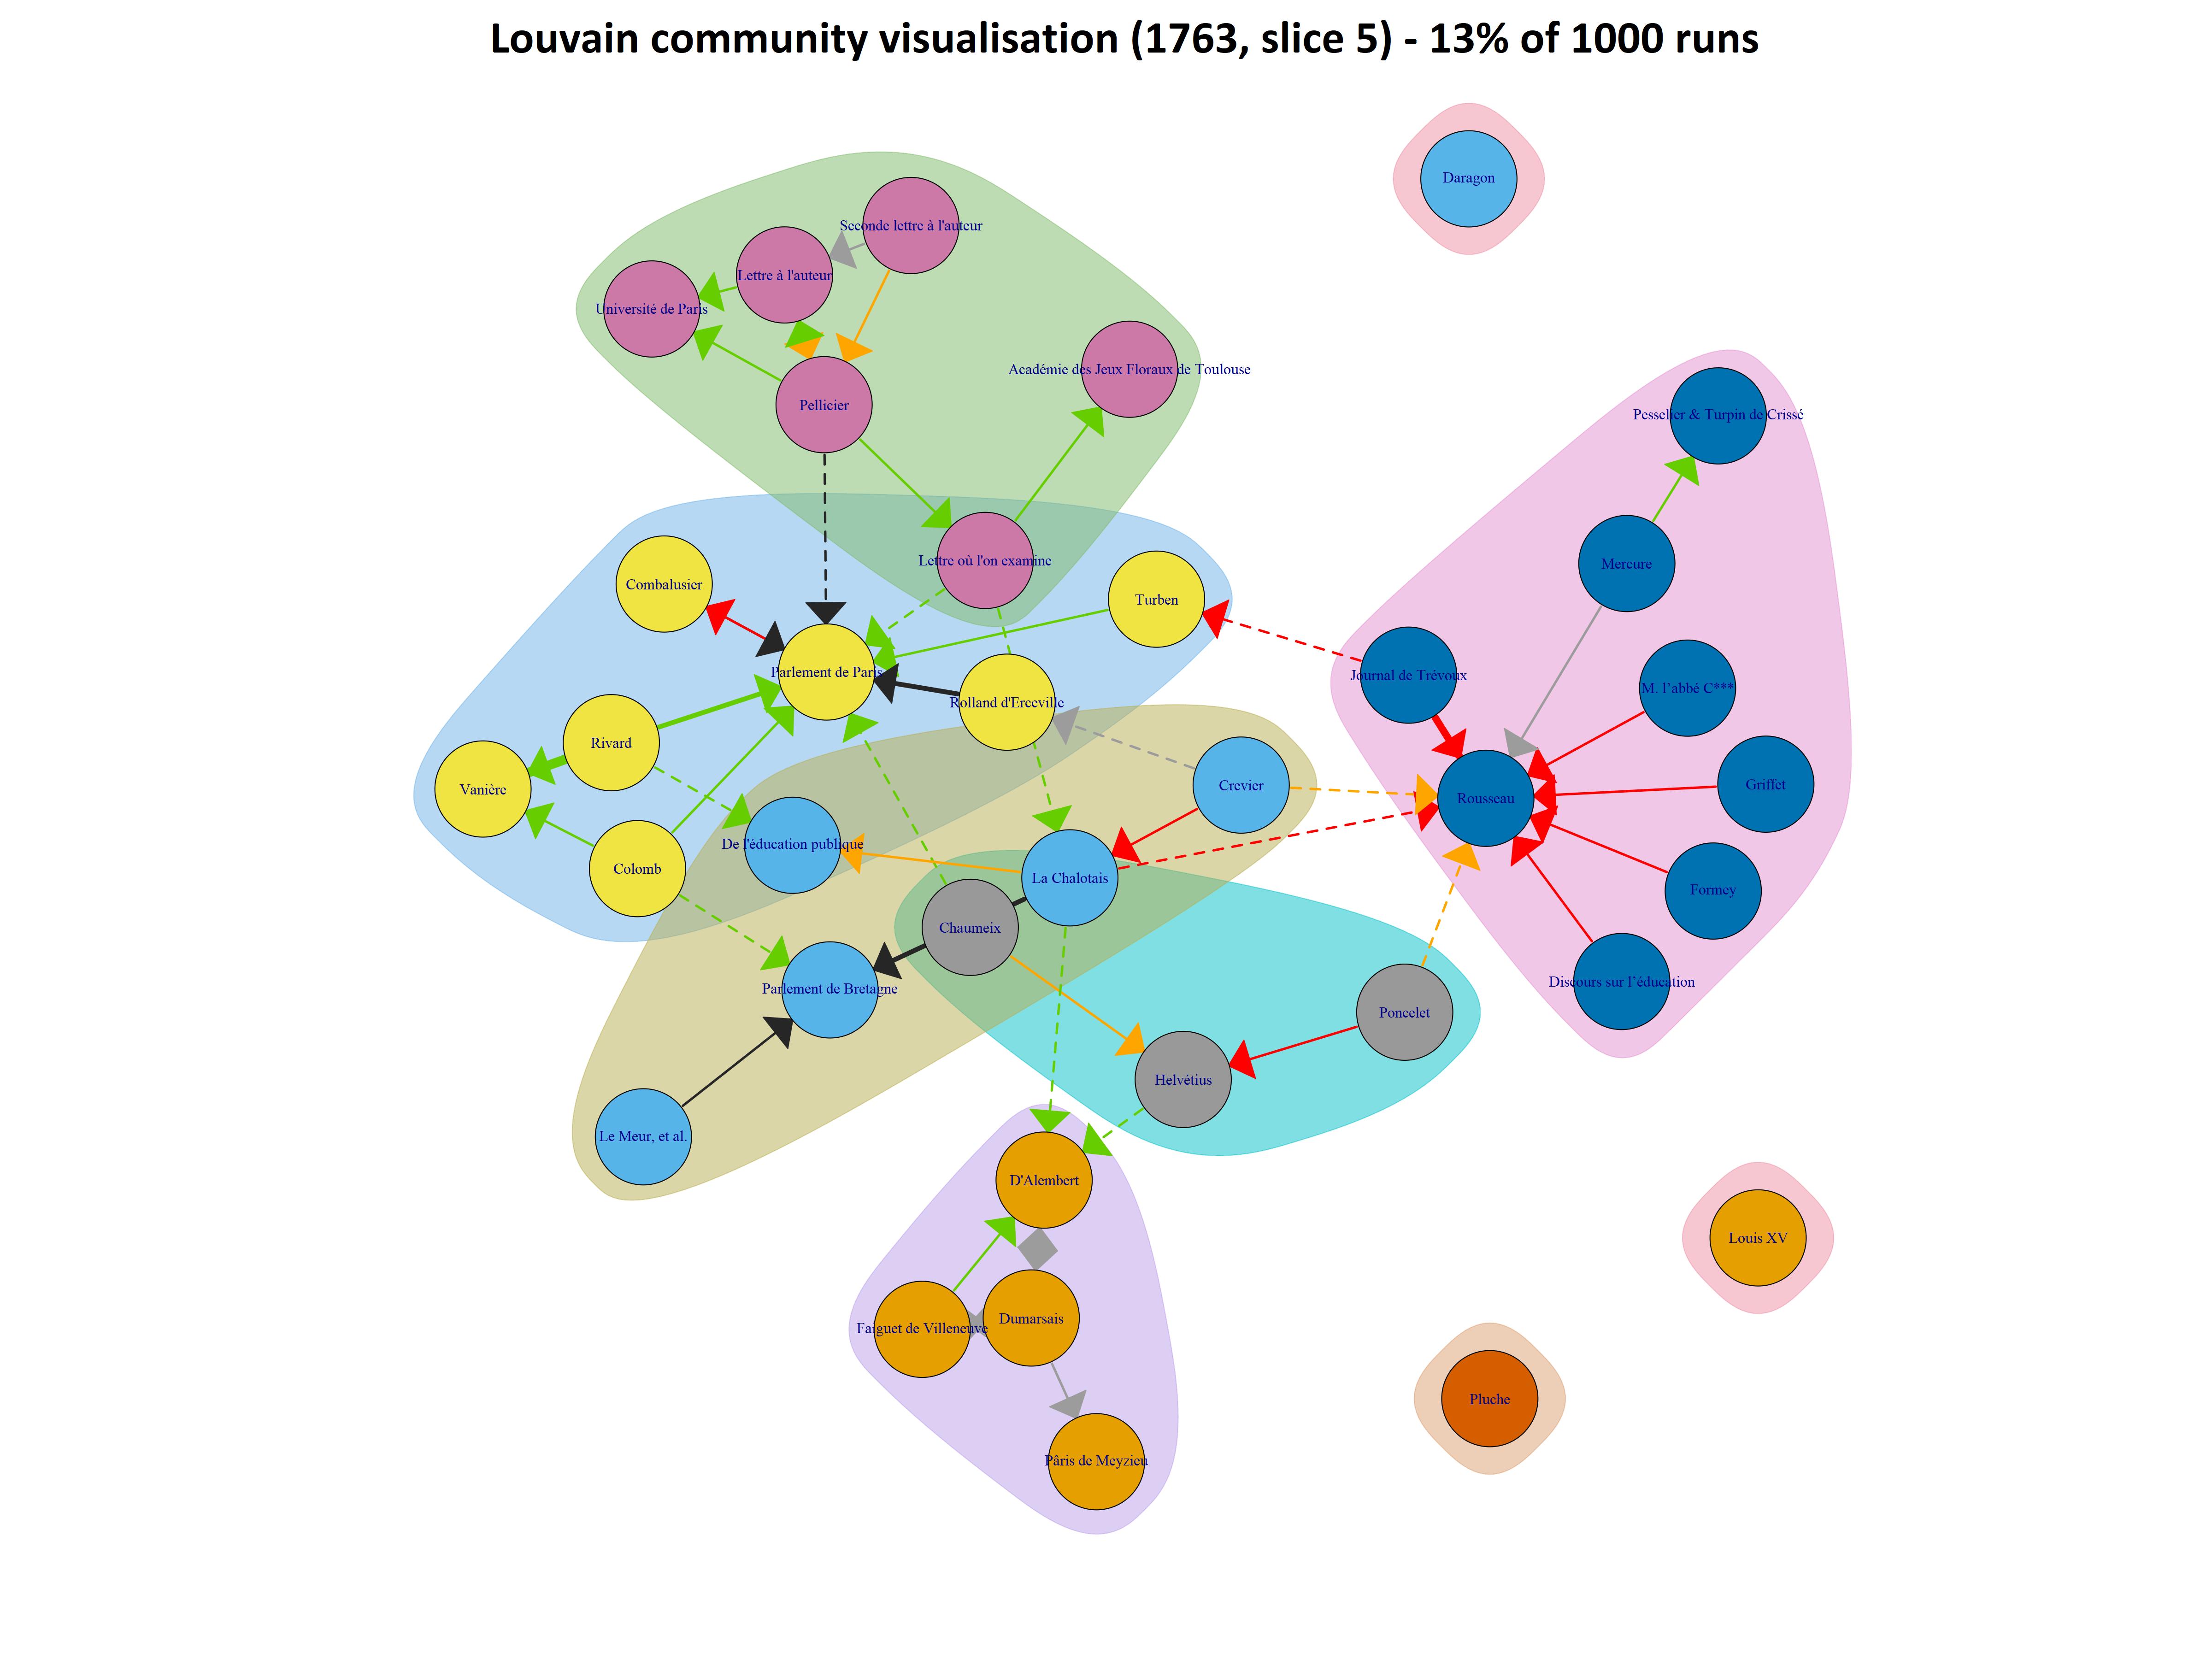 Louvain community visualisation (1763, slice 5) - 13% of 1000 runs
Daragon
Seconde lettre à l'auteur
Lettre à l'auteur
Université de Paris
Académie des Jeux Floraux de Toulouse
Pellicier
Pesselier & Turpin de Crissé
Lettre où l'on examine
Mercure
Combalusier
Turben
Parlement de Paris
Journal de Trévoux
M. l’abbé C***
Rolland d'Erceville
Rivard
Vanière
Crevier
Griffet
Rousseau
De l'éducation publique
Colomb
La Chalotais
Formey
Chaumeix
Discours sur l’éducation
Parlement de Bretagne
Poncelet
Helvétius
Le Meur, et al.
D'Alembert
Louis XV
Dumarsais
Faiguet de Villeneuve
Pluche
Pâris de Meyzieu